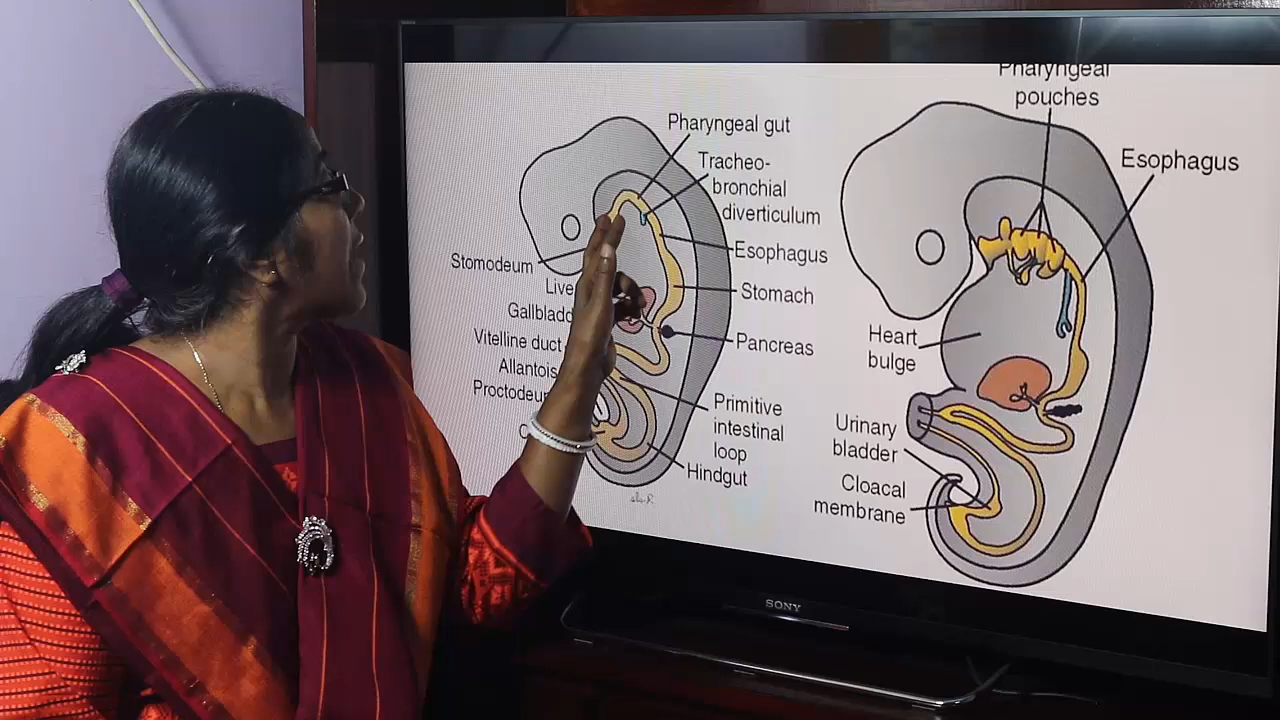 Pharyngeal gut
Tracheo-
bronchial
diverticulum
Esophagus
Stomach
Pancreas
Primitive
intestinal
loop
Hindgut
Stomodeum
Vitelline duct
Allantois
Pharyngeal
pouches
Esophagus
Heart
bulge
Urinary
bladder
Cloacal
membrane
SONY